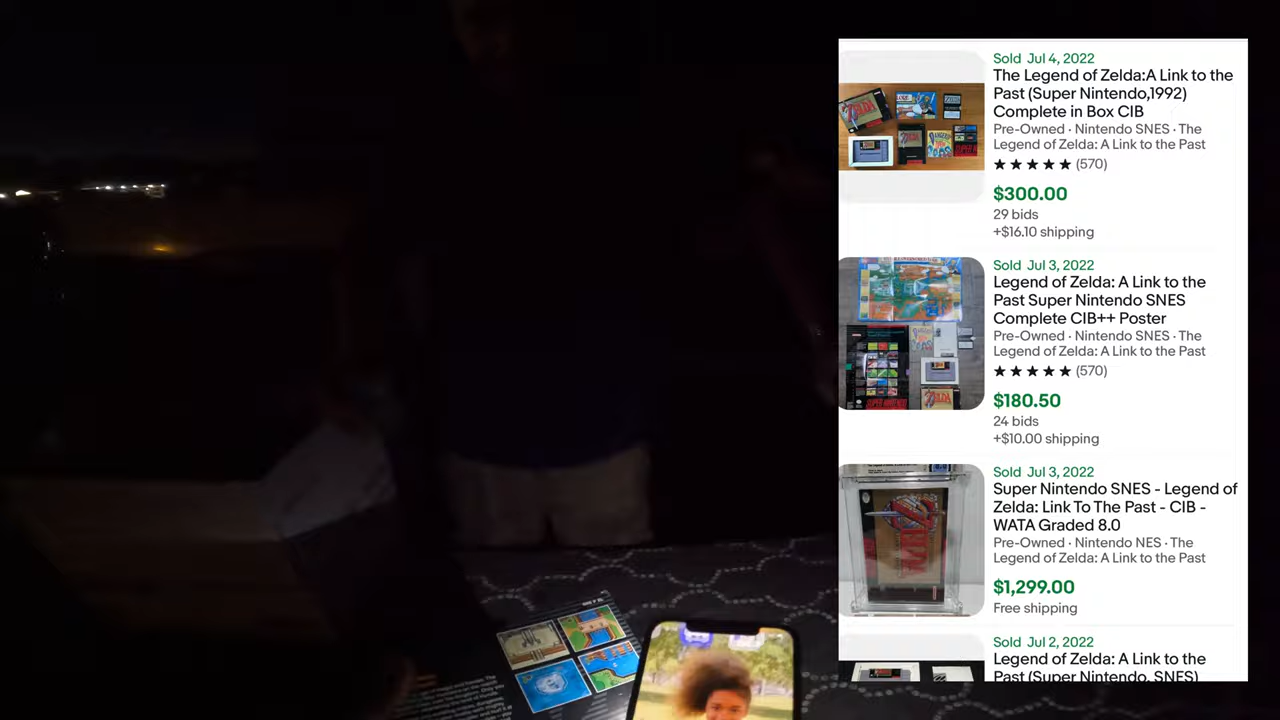 Sold Jul 4, 2022
The Legend of Zelda:A Link to the
Past (Super Nintendo,1992)
Complete in Box CIB
Pre-Owned · Nintendo SNES · The
Legend of Zelda: A Link to the Past
(570)
$300.00
29 bids
+$16.10 shipping
Sold Jul 3, 2022
Legend of Zelda: A Link to the
Past Super Nintendo SNES
Complete CIB++ Poster
Pre-Owned · Nintendo SNES · The
Legend of Zelda: A Link to the Past
(570)
$180.50
24 bids
+$10.00 shipping
Sold Jul 3, 2022
Super Nintendo SNES - Legend of
Zelda: Link To The Past - CIB -
WATA Graded 8.0
Pre-Owned · Nintendo NES · The
Legend of Zelda: A Link to the Past
$1,299.00
Free shipping
Sold Jul 2, 2022
Legend of Zelda: A Link to the
Past (Super Nintendo, SNES)